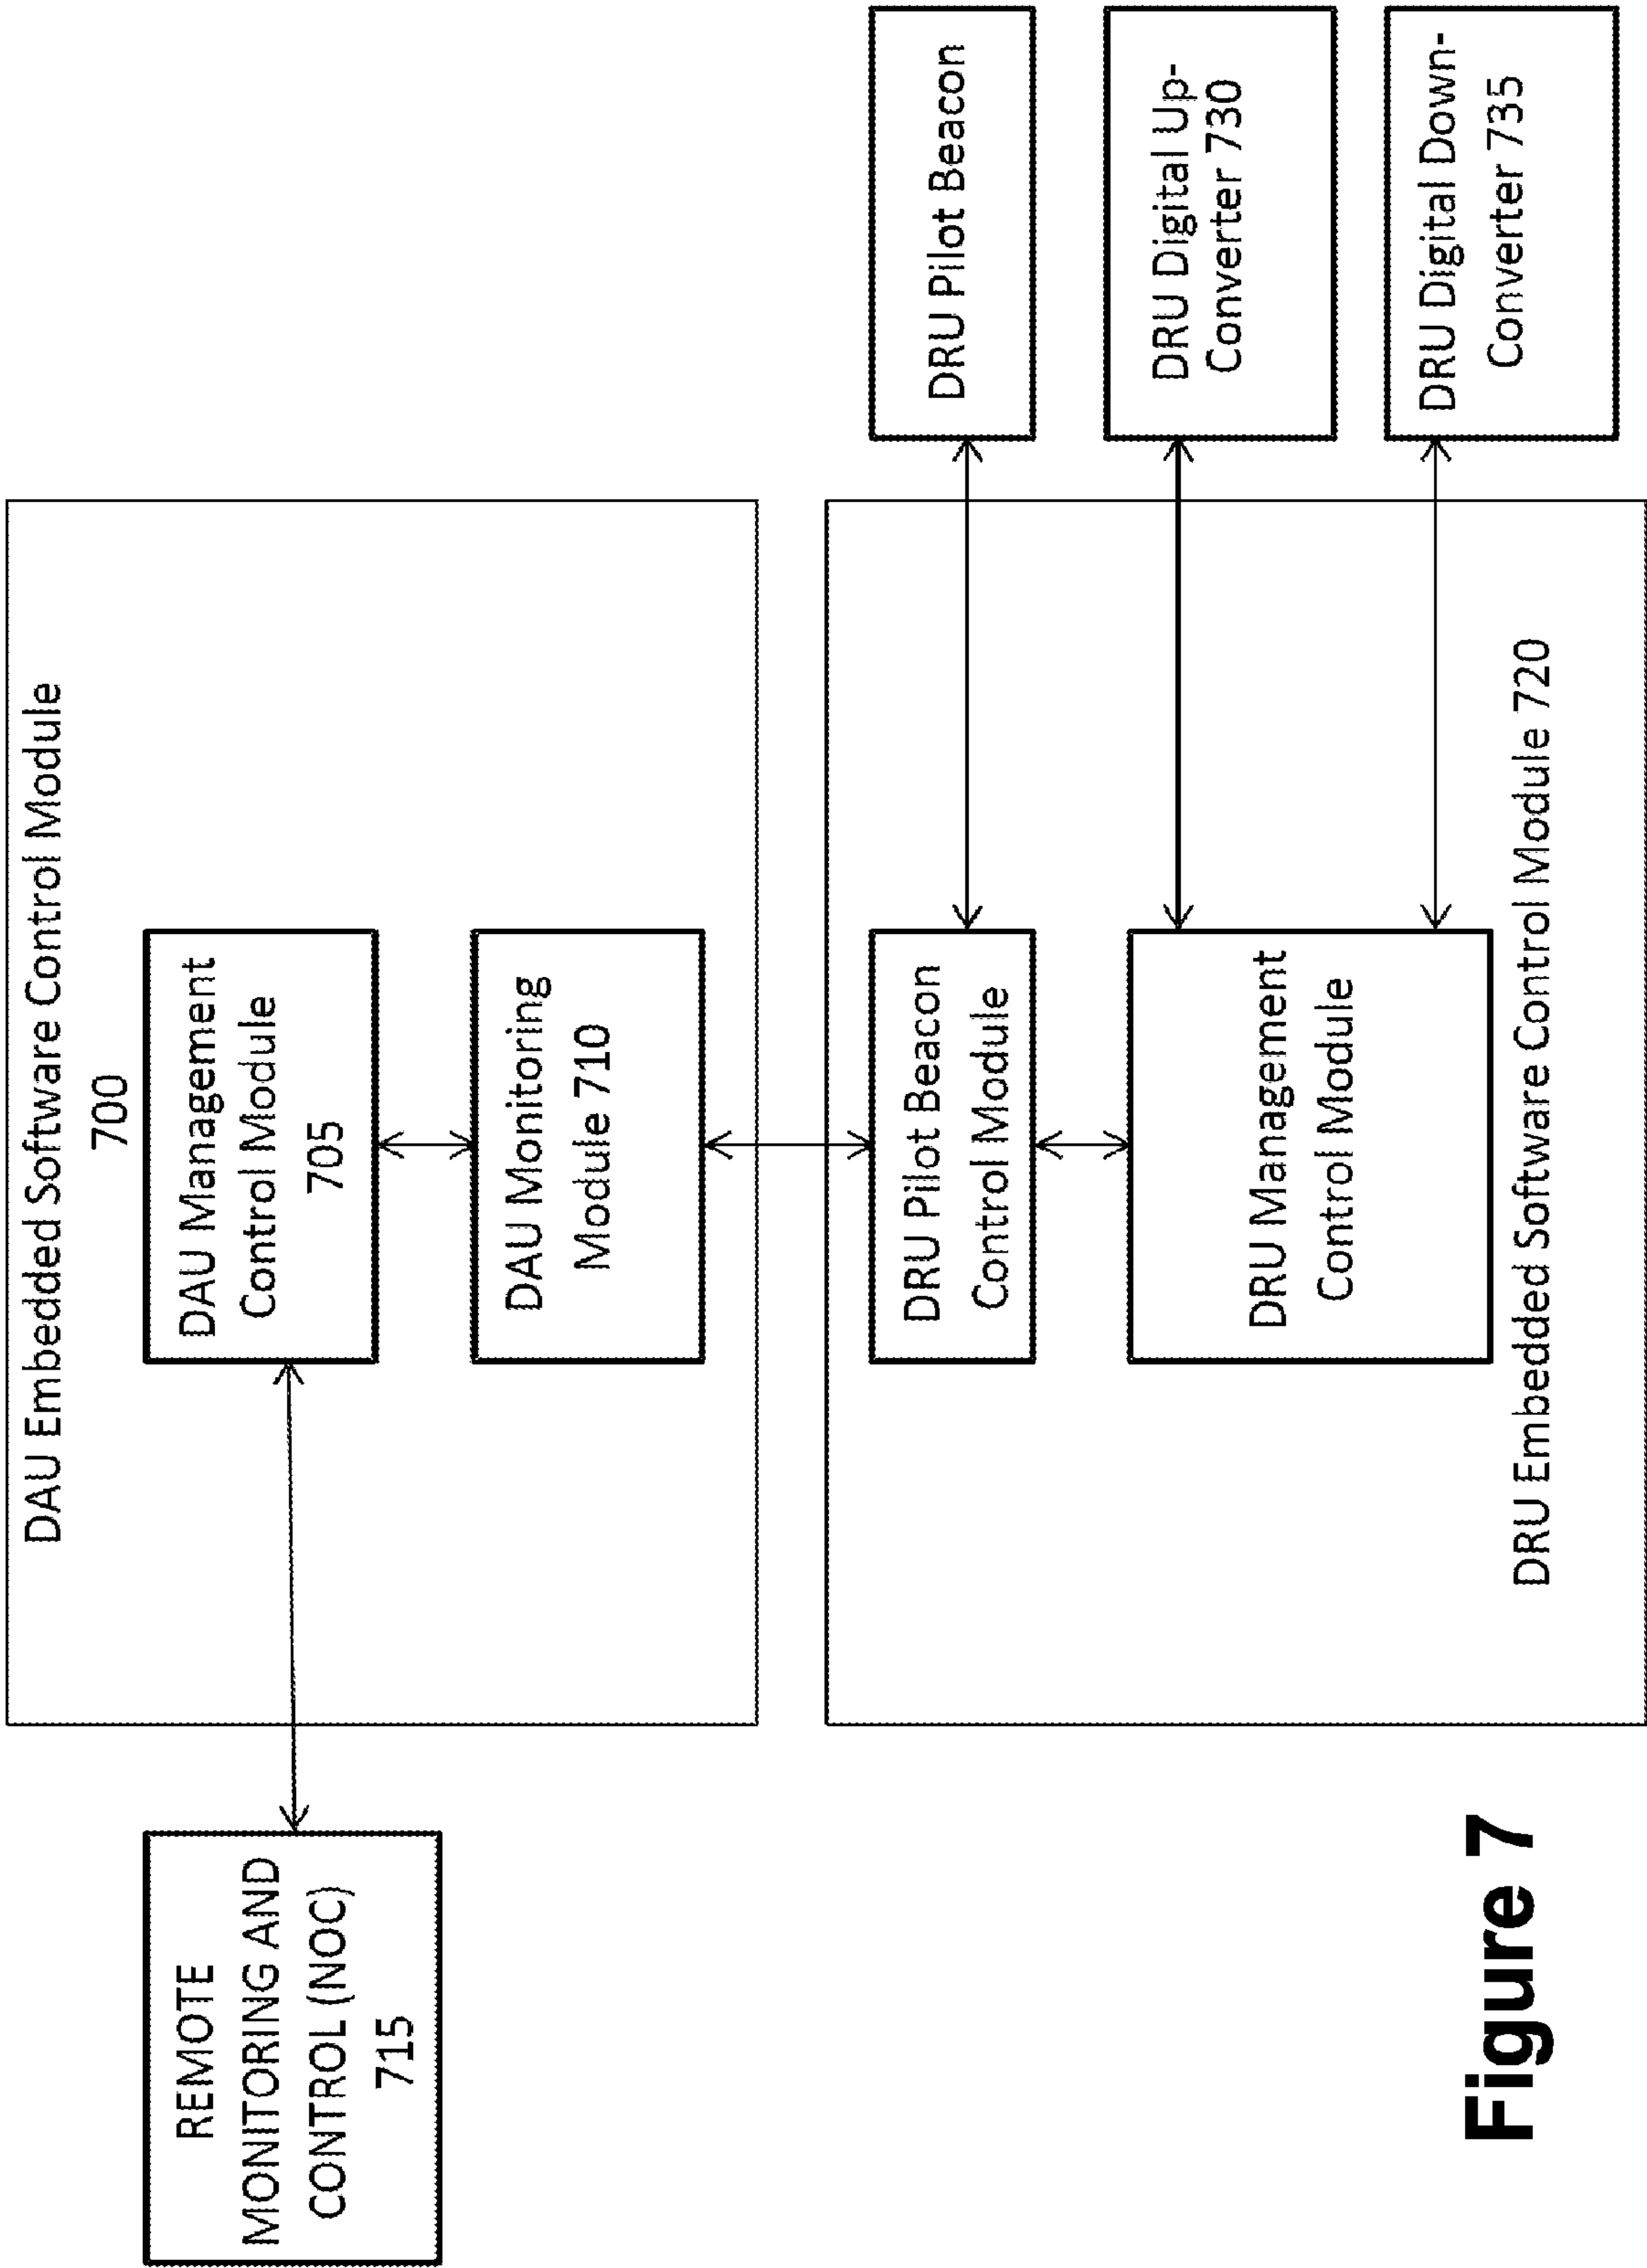 DAU Embedded Software Control Module
700
DAU Management
Control Module
705
DAU Monitoring
Module 710
REMOTE
MONITORING AND
CONTROL (NOC)
715
DRU Pilot Beacon
Control Module
DRU Management
Control Module
DRU Embedded Software Control Module 720
DRU Pilot Beacon
DRU Digital Up-
Converter 730
DRU Digital Down-
Converter 735
Figure 7